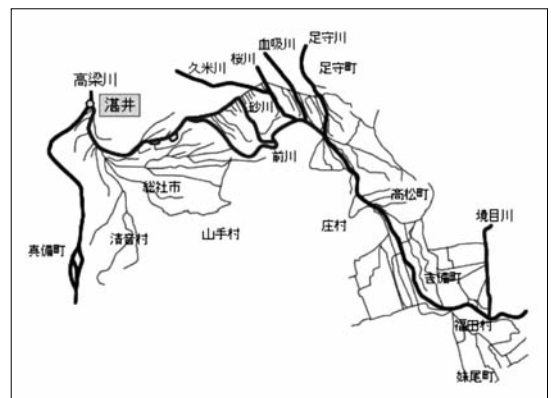 足守川
血吸川
桜川
久米川
足守町
高梁川
湛井
砂川
前川
総社市
高松町
境目川
山手村
庄村
清音村
真備町
吉備町
福田村
妹尾町